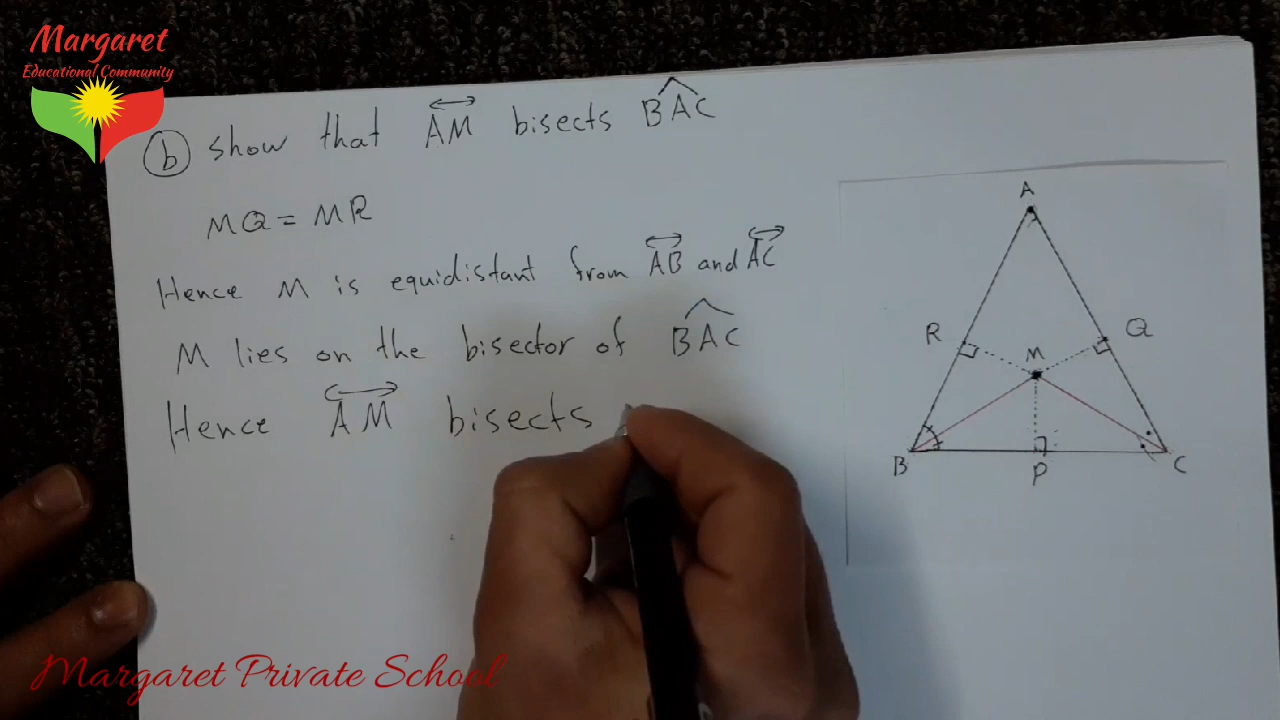 Margaret
Educational Community
b show that AM bisects BAC
MQ = MR
Hence M is equidistant from AB and AC
M lies on the bisector of BAC
Hence AM bisects
A
R
Q
M
B
P
C
Margaret Private School